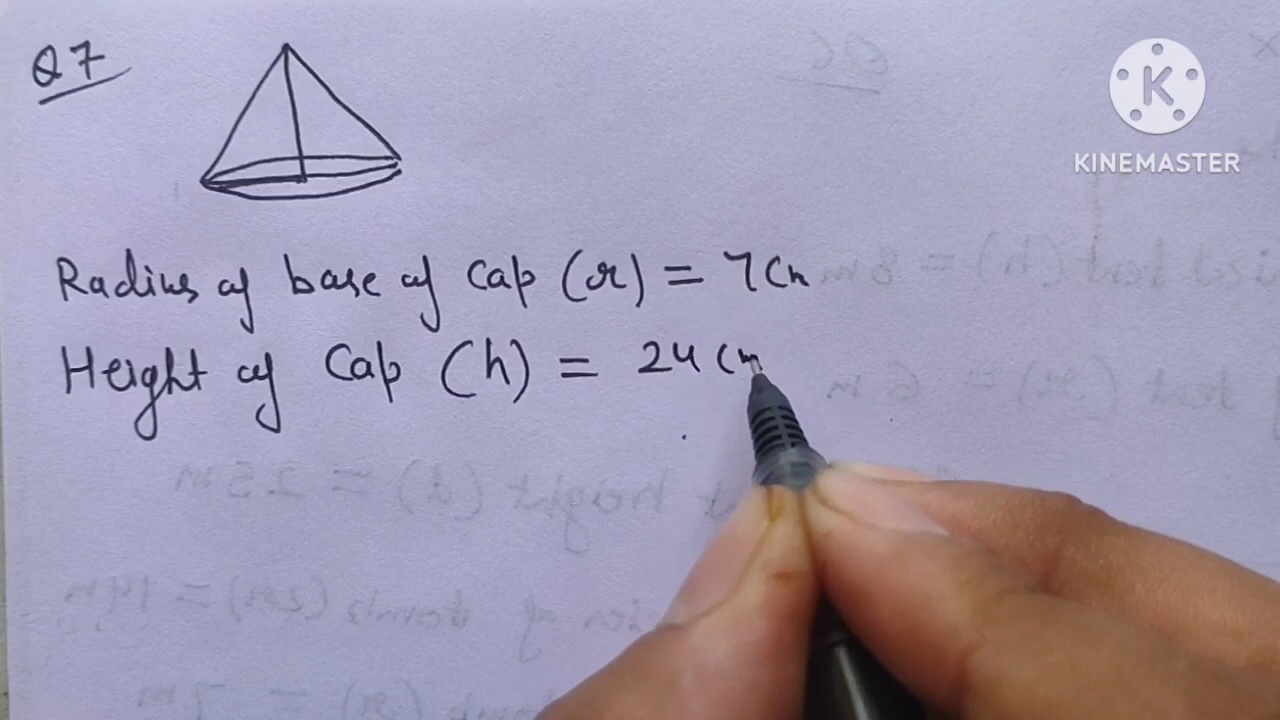 Q7
K
KINEMASTER
Radius of base of cap (r) = 7cm
Height of Cap (h) = 24 cm